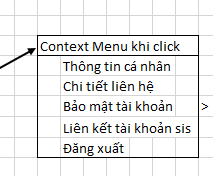 Context Menu khi click
Thông tin cá nhân
Chi tiết liên hệ
Bảo mật tài khoản >
Liên kết tài khoản sis
Đăng xuất